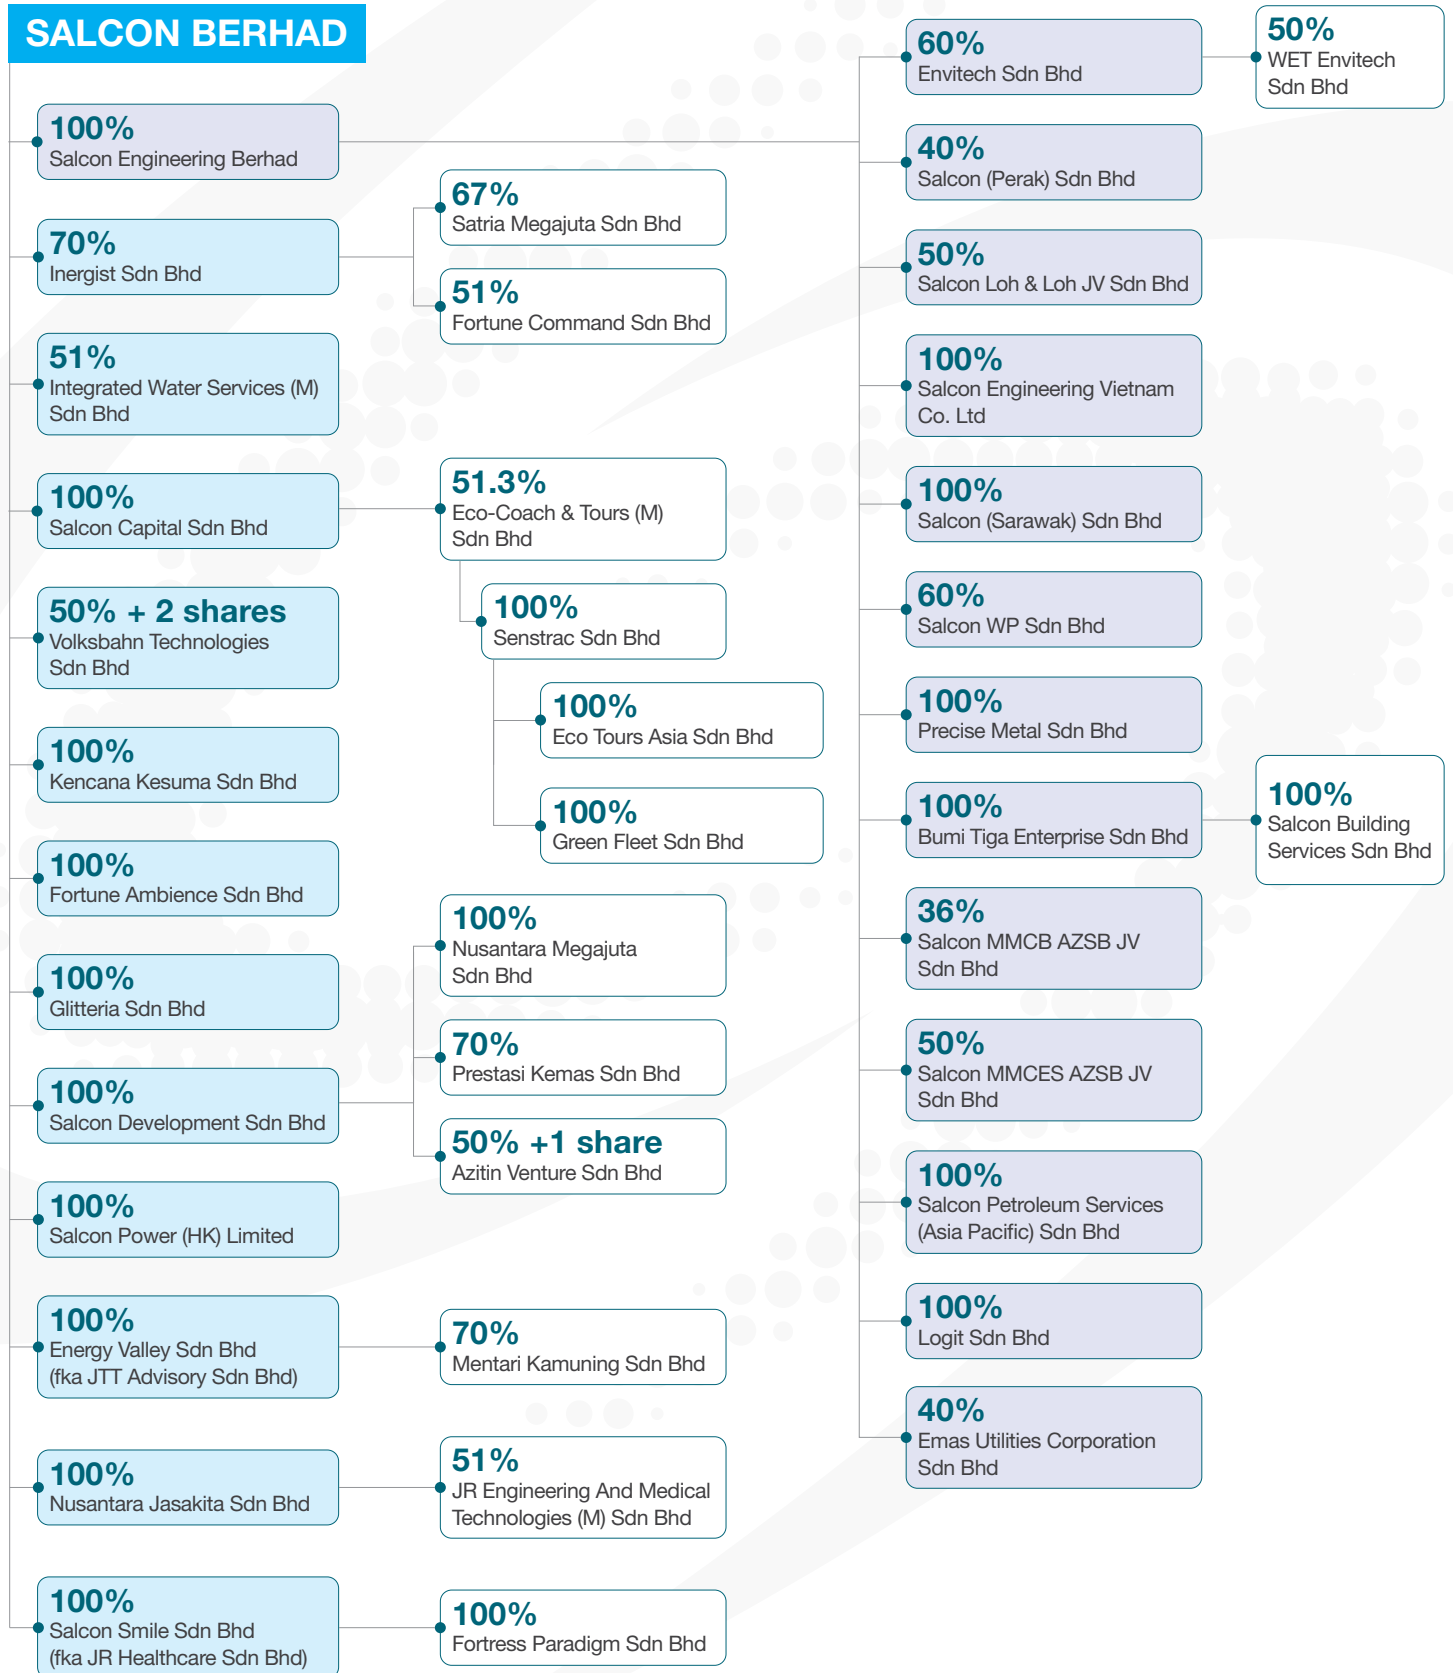 SALCON BERHAD
100%
Salcon Engineering Berhad
70%
Inergist Sdn Bhd
51%
Integrated Water Services (M)
Sdn Bhd
100%
Salcon Capital Sdn Bhd
50% + 2 shares
Volksbahn Technologies
Sdn Bhd
100%
Kencana Kesuma Sdn Bhd
100%
Fortune Ambience Sdn Bhd
100%
Glitteria Sdn Bhd
100%
Salcon Development Sdn Bhd
100%
Salcon Power (HK) Limited
100%
Energy Valley Sdn Bhd
(fka JTT Advisory Sdn Bhd)
100%
Nusantara Jasakita Sdn Bhd
100%
Salcon Smile Sdn Bhd
(fka JR Healthcare Sdn Bhd)
67%
Satria Megajuta Sdn Bhd
51%
Fortune Command Sdn Bhd
51.3%
Eco-Coach & Tours (M)
Sdn Bhd
100%
Senstrac Sdn Bhd
100%
Eco Tours Asia Sdn Bhd
100%
Green Fleet Sdn Bhd
100%
Nusantara Megajuta
Sdn Bhd
70%
Prestasi Kemas Sdn Bhd
50% +1 share
Azitin Venture Sdn Bhd
70%
Mentari Kamuning Sdn Bhd
51%
JR Engineering And Medical
Technologies (M) Sdn Bhd
100%
Fortress Paradigm Sdn Bhd
60%
Envitech Sdn Bhd
40%
Salcon (Perak) Sdn Bhd
50%
Salcon Loh & Loh JV Sdn Bhd
100%
Salcon Engineering Vietnam
Co. Ltd
100%
Salcon (Sarawak) Sdn Bhd
60%
Salcon WP Sdn Bhd
100%
Precise Metal Sdn Bhd
100%
Bumi Tiga Enterprise Sdn Bhd
36%
Salcon MMCB AZSB JV
Sdn Bhd
50%
Salcon MMCES AZSB JV
Sdn Bhd
100%
Salcon Petroleum Services
(Asia Pacific) Sdn Bhd
100%
Logit Sdn Bhd
40%
Emas Utilities Corporation
Sdn Bhd
50%
WET Envitech
Sdn Bhd
100%
Salcon Building
Services Sdn Bhd